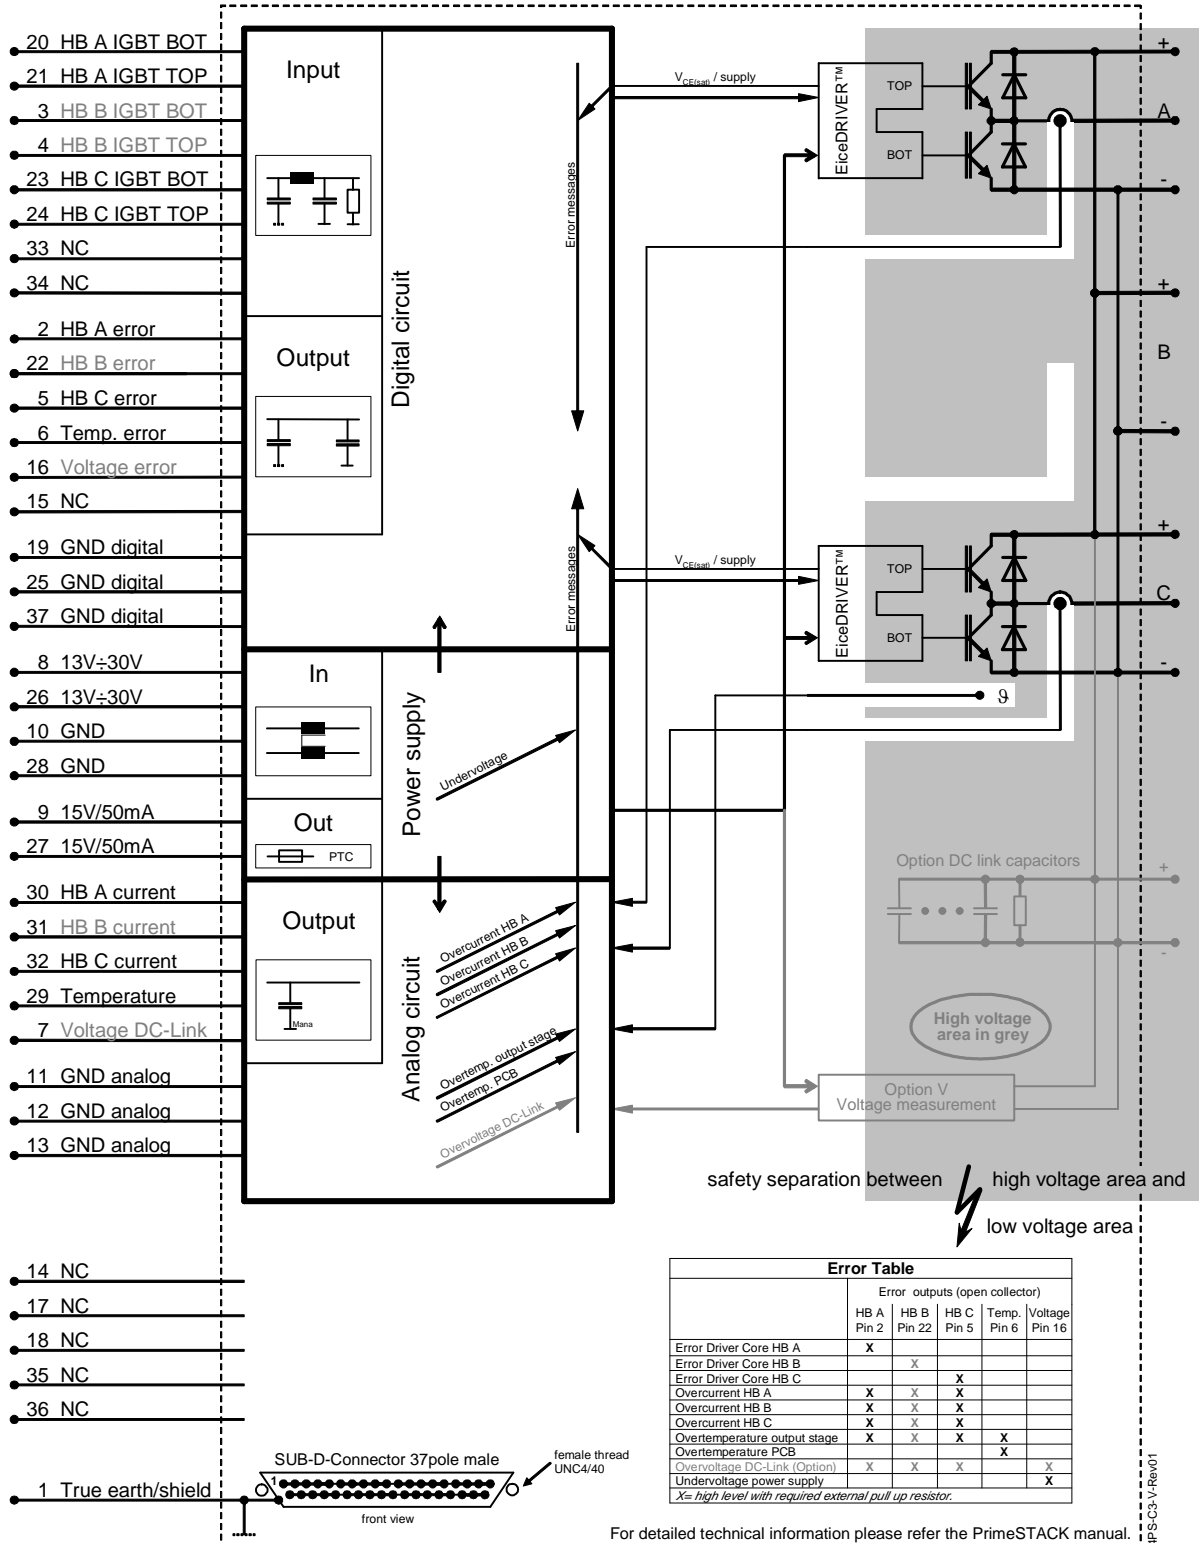 20 HB A IGBT BOT
21 HB A IGBT TOP
3 HB B IGBT BOT
4 HB B IGBT TOP
23 HB C IGBT BOT
24 HB C IGBT TOP
33 NC
34 NC
2 HB A error
22 HB B error
5 HB C error
6 Temp. error
16 Voltage error
15 NC
19 GND digital
25 GND digital
37 GND digital
8 13V÷30V
26 13V÷30V
10 GND
28 GND
9 15V/50mA
27 15V/50mA
30 HB A current
31 HB B current
32 HB C current
29 Temperature
7 Voltage DC-Link
11 GND analog
12 GND analog
13 GND analog
14 NC
17 NC
18 NC
35 NC
36 NC
1 True earth/shield
Input
Output
Digital circuit
Error messages
Error messages
In
Out
PTC
Power supply
Undervoltage
Output
Mana
Analog circuit
Overcurrent HB A
Overcurrent HB B
Overcurrent HB C
Overtemp. output stage
Overtemp. PCB
Overvoltage DC-Link
VCE(sat) / supply
EiceDRIVER™
TOP
BOT
+
A
-
+
B
-
VCE(sat) / supply
EiceDRIVER™
TOP
BOT
+
C
-
ϑ
Option DC link capacitors
+
-
High voltage
area in grey
Option V
Voltage measurement
safety separation between high voltage area and
low voltage area
Error Table
Error outputs (open collector)
HB A HB B HB C Temp. Voltage
Pin 2 Pin 22 Pin 5 Pin 6 Pin 16
Error Driver Core HB A X
Error Driver Core HB B X
Error Driver Core HB C X
Overcurrent HB A X X X
Overcurrent HB B X X X
Overcurrent HB C X X X
Overtemperature output stage X X X X
Overtemperature PCB X
Overvoltage DC-Link (Option) X X X X
Undervoltage power supply X
X= high level with required external pull up resistor.
SUB-D-Connector 37pole male
1
female thread
UNC4/40
front view
For detailed technical information please refer the PrimeSTACK manual.
4PS-C3-V-Rev01